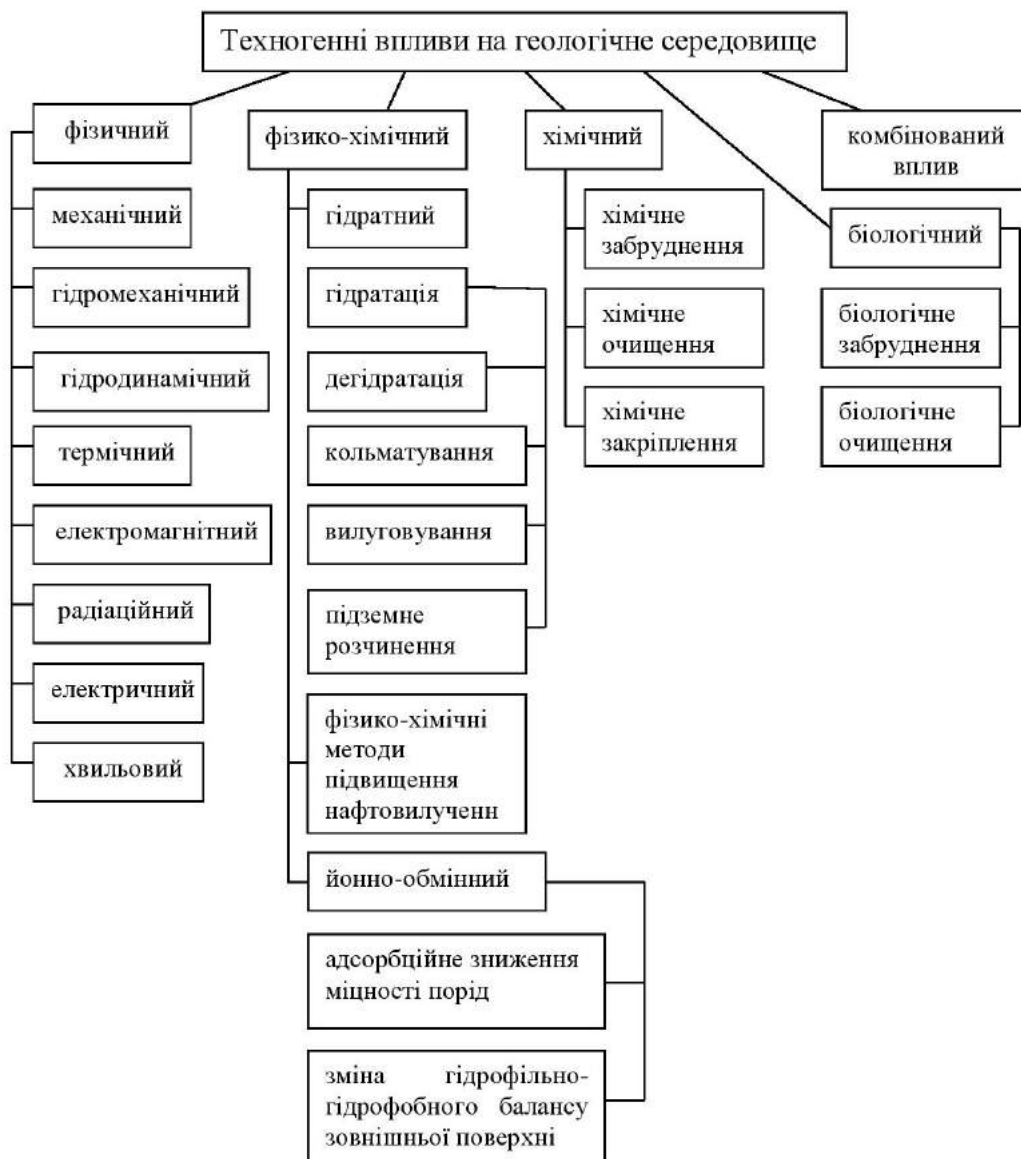 Техногенні впливи на геологічне середовище
фізичний
механічний
гідромеханічний
гідродинамічний
термічний
електромагнітний
радіаційний
електричний
хвильовий
фізико-хімічний
гідратний
гідратація
дегідратація
кольматування
вилуговування
підземне
розчинення
фізико-хімічні
методи
підвищення
нафтовилученн
йонно-обмінний
адсорбційне зниження
міцності порід
зміна гідрофільно-
гідрофобного балансу
зовнішньої поверхні
хімічний
хімічне
забруднення
хімічне
очищення
хімічне
закріплення
комбінований
вплив
біологічний
біологічне
забруднення
біологічне
очищення